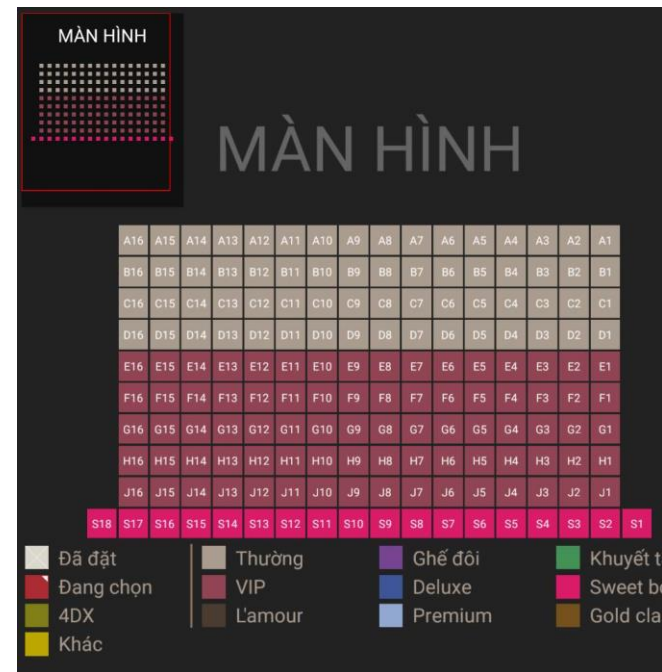 MÀN HÌNH
MÀN HÌNH
A16 A15 A14 A13 A12 A11 A10 A9 A8 A7 A6 A5 A4 A3 A2 A1
B16 B15 B14 B13 B12 B11 B10 B9 B8 B7 B6 B5 B4 B3 B2 B1
C16 C15 C14 C13 C12 C11 C10 C9 C8 C7 C6 C5 C4 C3 C2 C1
D16 D15 D14 D13 D12 D11 D10 D9 D8 D7 D6 D5 D4 D3 D2 D1
E16 E15 E14 E13 E12 E11 E10 E9 E8 E7 E6 E5 E4 E3 E2 E1
F16 F15 F14 F13 F12 F11 F10 F9 F8 F7 F6 F5 F4 F3 F2 F1
G16 G15 G14 G13 G12 G11 G10 G9 G8 G7 G6 G5 G4 G3 G2 G1
H16 H15 H14 H13 H12 H11 H10 H9 H8 H7 H6 H5 H4 H3 H2 H1
J16 J15 J14 J13 J12 J11 J10 J9 J8 J7 J6 J5 J4 J3 J2 J1
S18 S17 S16 S15 S14 S13 S12 S11 S10 S9 S8 S7 S6 S5 S4 S3 S2 S1
Đã đặt Thường Ghế đôi Khuyết t
Đang chọn VIP Deluxe Sweet bo
4DX L'amour Premium Gold cla
Khác